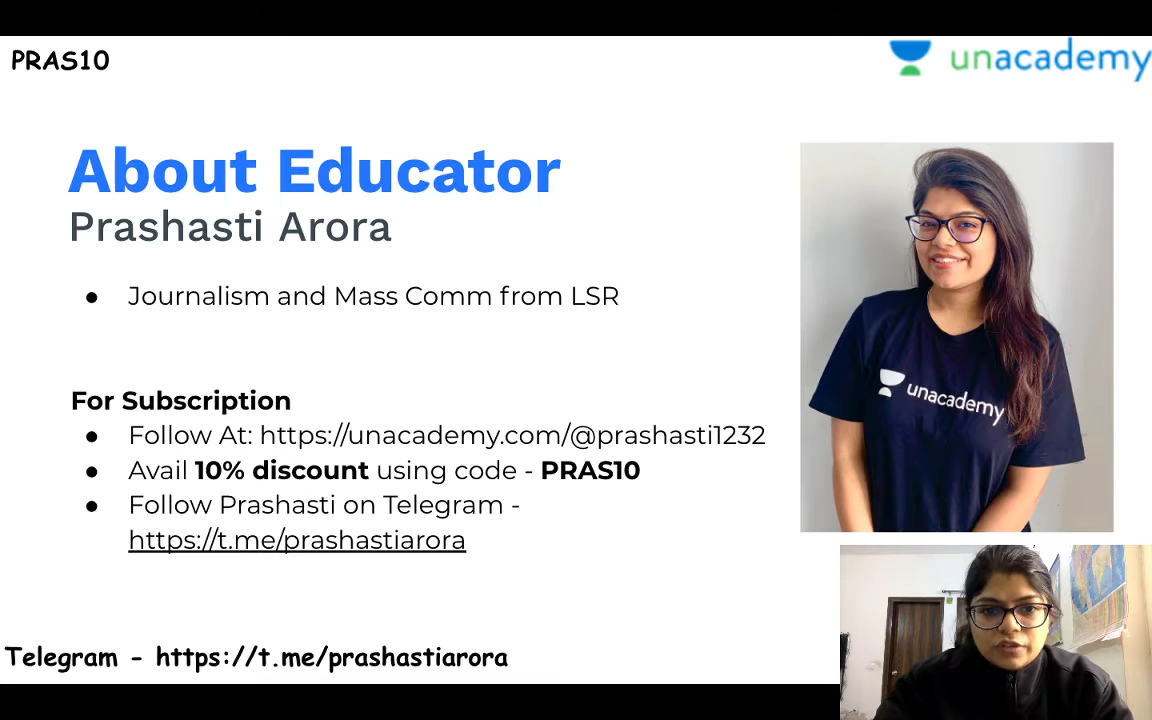 PRAS10
unacademy
About Educator
Prashasti Arora
● Journalism and Mass Comm from LSR
unacademy
For Subscription
● Follow At: https://unacademy.com/@prashasti1232
● Avail 10% discount using code - PRAS10
● Follow Prashasti on Telegram -
https://t.me/prashastiarora
Telegram - https://t.me/prashastiarora